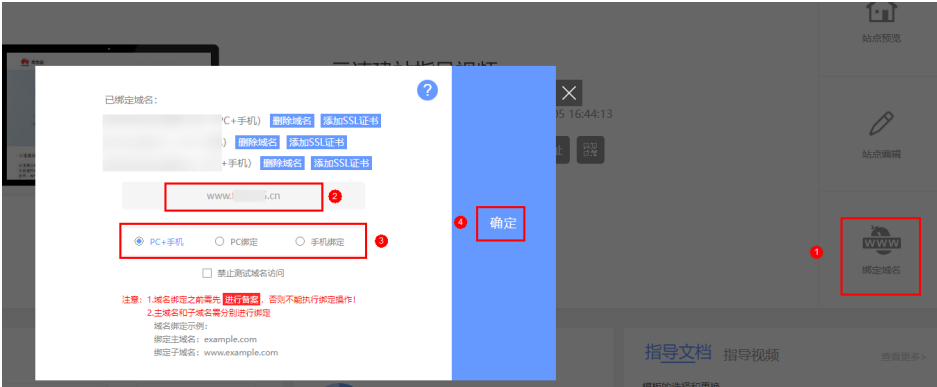 站点预览
已绑定域名：
PC+手机） 删除域名 添加SSL证书
16:44:13
） 删除域名 添加SSL证书
站点编辑
+手机） 删除域名 添加SSL证书
www. .cn
2
4
确定
PC+手机 PC绑定 手机绑定
3
1
WWW
绑定域名
禁止测试域名访问
注意：1.域名绑定之前需先 进行备案，否则不能执行绑定操作！
2.主域名和子域名需分别进行绑定
域名绑定示例：
绑定主域名：example.com
绑定子域名：www.example.com
指导文档 指导视频
查看更多>